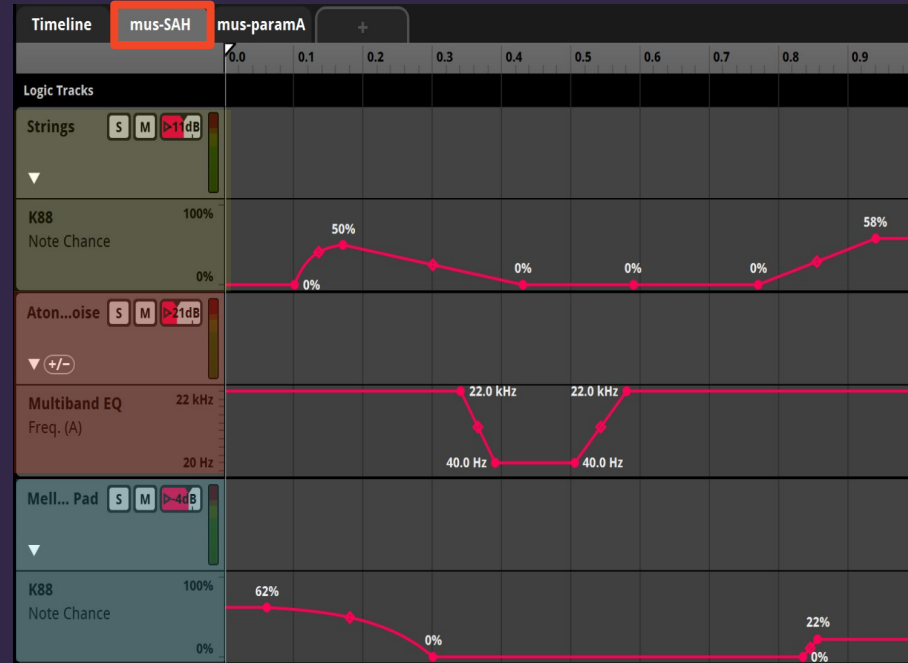 Timeline mus-SAH mus-paramA +
0.0 0.1 0.2 0.3 0.4 0.5 0.6 0.7 0.8 0.9
Logic Tracks
Strings S M 11dB
K88 100%
Note Chance
0%
50%
0%
0%
0%
0%
58%
Aton...oise S M 21dB
+/−
Multiband EQ 22 kHz
Freq. (A)
20 Hz
22.0 kHz 22.0 kHz
40.0 Hz 40.0 Hz
Mell... Pad S M -4dB
K88 100%
Note Chance
0%
62%
0%
22%
0%